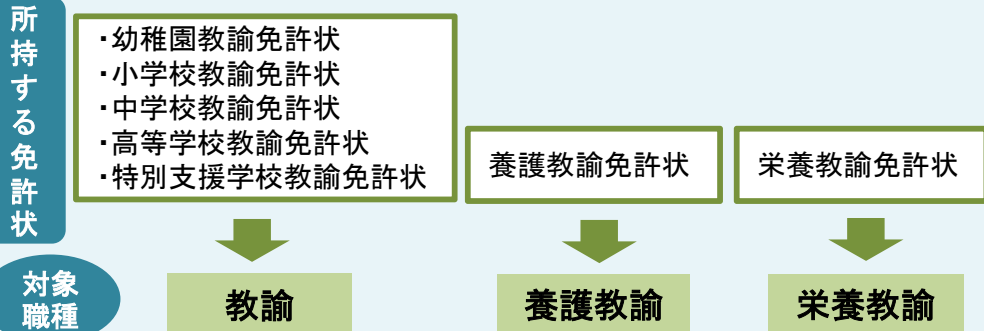 所持する免許状
・幼稚園教諭免許状
・小学校教諭免許状
・中学校教諭免許状
・高等学校教諭免許状
・特別支援学校教諭免許状
養護教諭免許状
栄養教諭免許状
対象
職種
教諭
養護教諭
栄養教諭